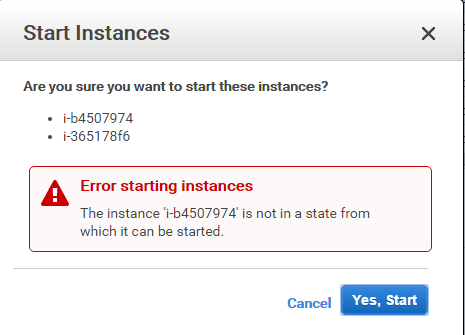 Start Instances
Are you sure you want to start these instances?
• i-b4507974
• i-365178f6
Error starting instances
The instance 'i-b4507974' is not in a state from
which it can be started.
Cancel
Yes, Start